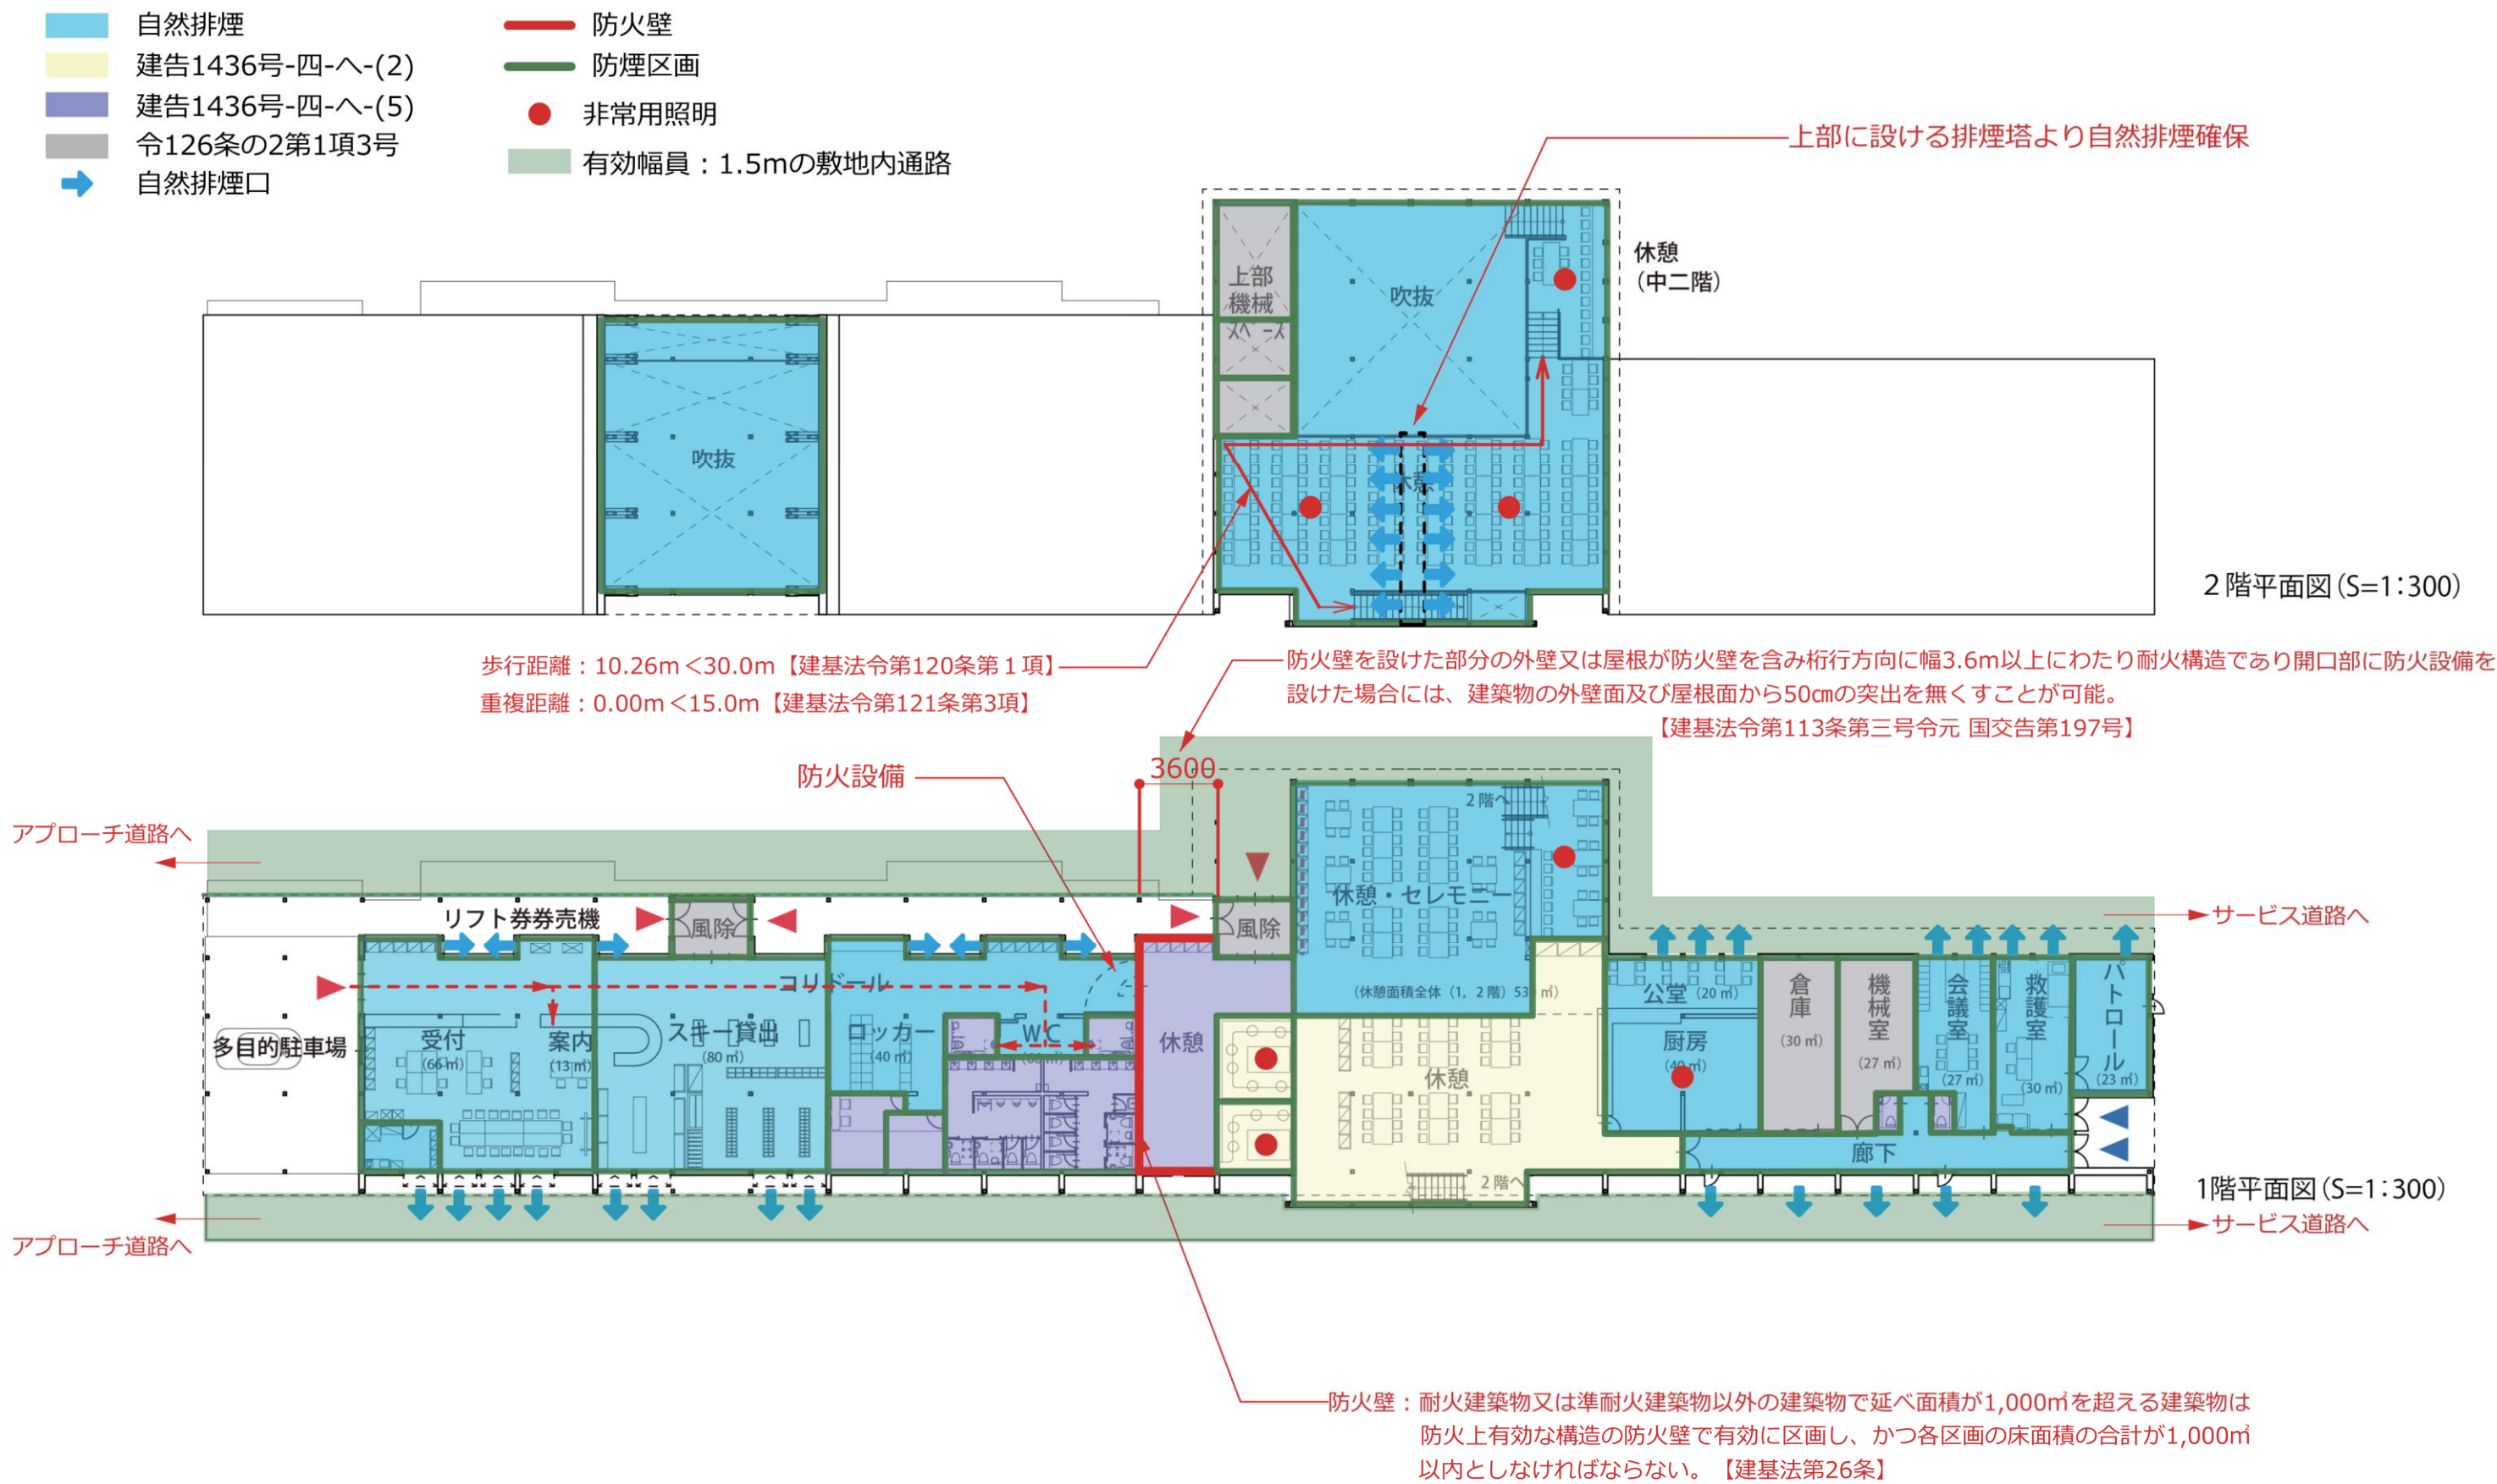 自然排煙
建告1436号-四-へ-(2)
建告1436号-四-へ-(5)
令126条の2第1項3号
自然排煙口
防火壁
防煙区画
非常用照明
有効幅員：1.5mの敷地内通路
上部に設ける排煙塔より自然排煙確保
上部
機械
スペース
吹抜
休憩
（中二階）
吹抜
休憩
2階平面図（S=1：300）
歩行距離：10.26m＜30.0m【建基法令第120条第１項】
重複距離：0.00m＜15.0m【建基法令第121条第3項】
防火壁を設けた部分の外壁又は屋根が防火壁を含み桁行方向に幅3.6m以上にわたり耐火構造であり開口部に防火設備を
設けた場合には、建築物の外壁面及び屋根面から50㎝の突出を無くすことが可能。
【建基法令第113条第三号令元 国交告第197号】
防火設備
3600
アプローチ道路へ
2階へ
リフト券券売機
風除
風除
休憩・セレモニー
サービス道路へ
コリドール
（休憩面積全体（1，2階）53 ㎡）
公堂（20㎡）
倉庫
（30㎡）
機械室
（27㎡）
会議室
（27㎡）
救護室
（30㎡）
パトロール
（23㎡）
多目的駐車場
受付
（66㎡）
案内
（13㎡）
スキー貸出
（80㎡）
ロッカー
（40㎡）
WC
休憩
休憩
厨房
2階へ
廊下
1階平面図（S=1：300）
アプローチ道路へ
サービス道路へ
防火壁：耐火建築物又は準耐火建築物以外の建築物で延べ面積が1,000㎡を超える建築物は
防火上有効な構造の防火壁で有効に区画し、かつ各区画の床面積の合計が1,000㎡
以内としなければならない。【建基法第26条】